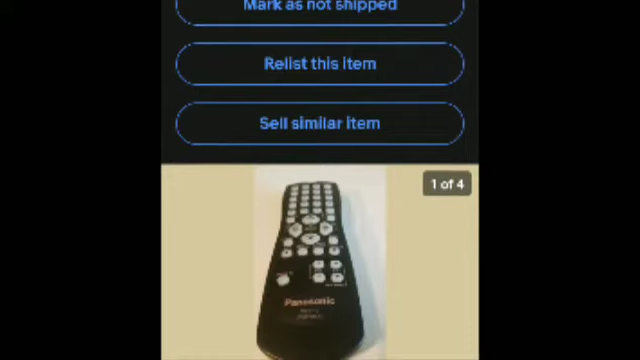 Mark as not shipped
Relist this item
Sell similar item
1 of 4
Panasonic